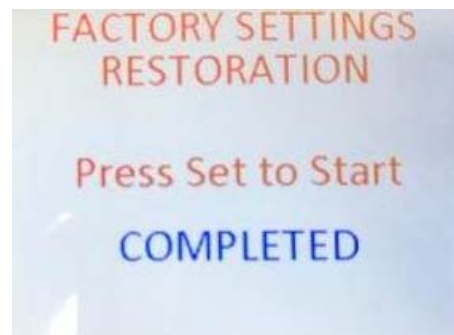 FACTORY SETTINGS
RESTORATION
Press Set to Start
COMPLETED